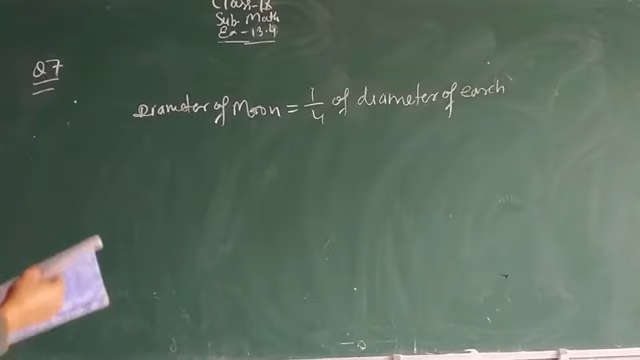 Class-IX
Sub Math
Ex-13.4
Q7
Diameter of Moon = 1/4 of diameter of earth